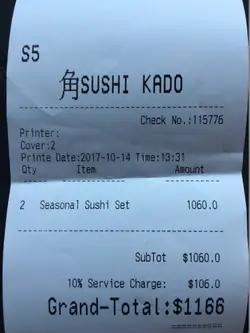 S5
角SUSHI KADO
Check No.:115776
Printer:
Cover:2
Printe Date:2017-10-14 Time:13:31
Qty Item Amount
2 Seasonal Sushi Set 1060.0
SubTot $1060.0
10% Service Charge: $106.0
Grand-Total:$1166